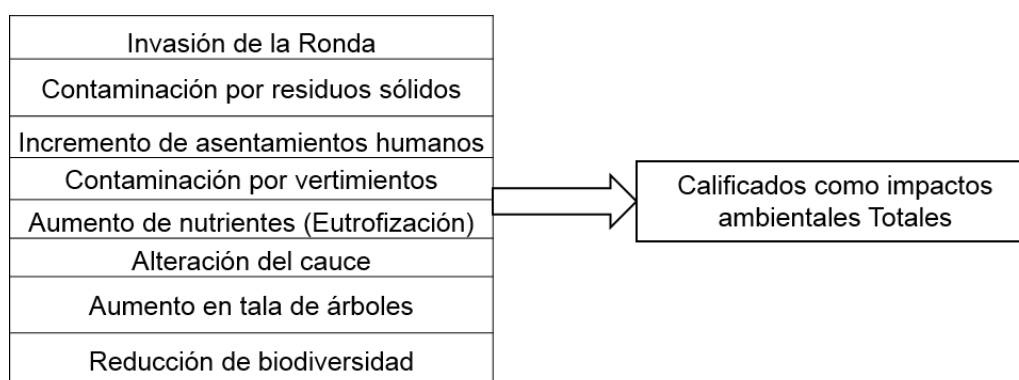 Invasión de la Ronda
Contaminación por residuos sólidos
Incremento de asentamientos humanos
Contaminación por vertimientos
Aumento de nutrientes (Eutrofización)
Alteración del cauce
Aumento en tala de árboles
Reducción de biodiversidad
Calificados como impactos
ambientales Totales